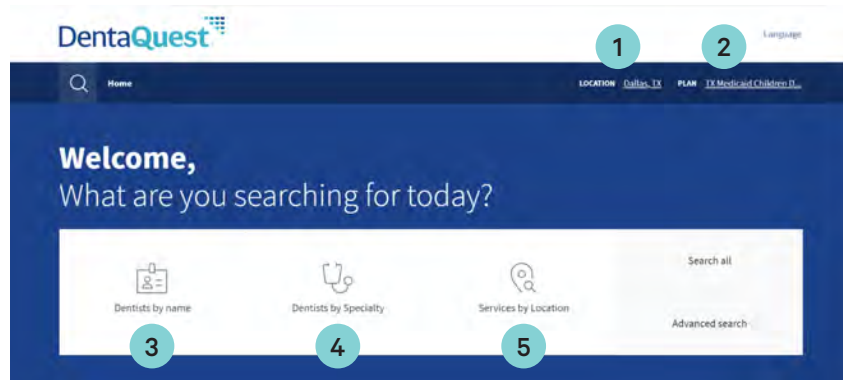 DentaQuest
1 2
Language
Home
LOCATION Dallas, TX PLAN TX Medicaid Children D...
Welcome,
What are you searching for today?
Dentists by name
Dentists by Specialty
Services by Location
Search all
Advanced search
3 4 5